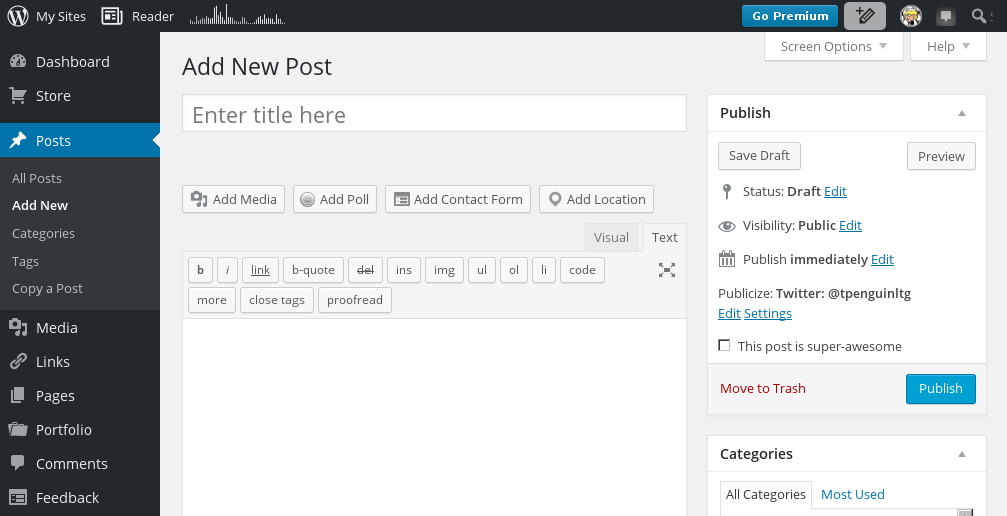 My Sites Reader Go Premium
Screen Options Help
Dashboard
Store
Posts
All Posts
Add New
Categories
Tags
Copy a Post
Media
Links
Pages
Portfolio
Comments
Feedback
Add New Post
Enter title here
Add Media Add Poll Add Contact Form Add Location
Visual Text
b i link b-quote del ins img ul ol li code
more close tags proofread
Publish
Save Draft Preview
Status: Draft Edit
Visibility: Public Edit
Publish immediately Edit
Publicize: Twitter: @tpenguinltg
Edit Settings
This post is super-awesome
Move to Trash Publish
Categories
All Categories Most Used